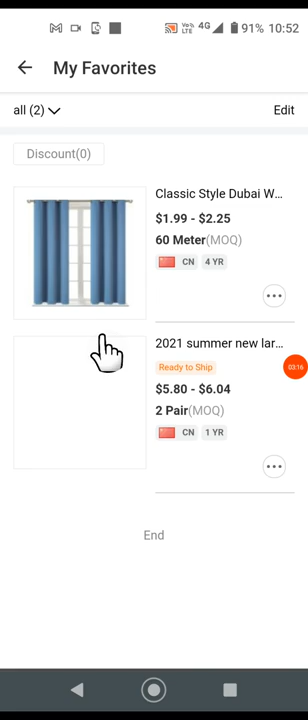 4G 91% 10:52
My Favorites
all (2) Edit
Discount(0)
Classic Style Dubai W...
$1.99 - $2.25
60 Meter(MOQ)
CN 4 YR
2021 summer new lar...
Ready to Ship
03:16
$5.80 - $6.04
2 Pair(MOQ)
CN 1 YR
End